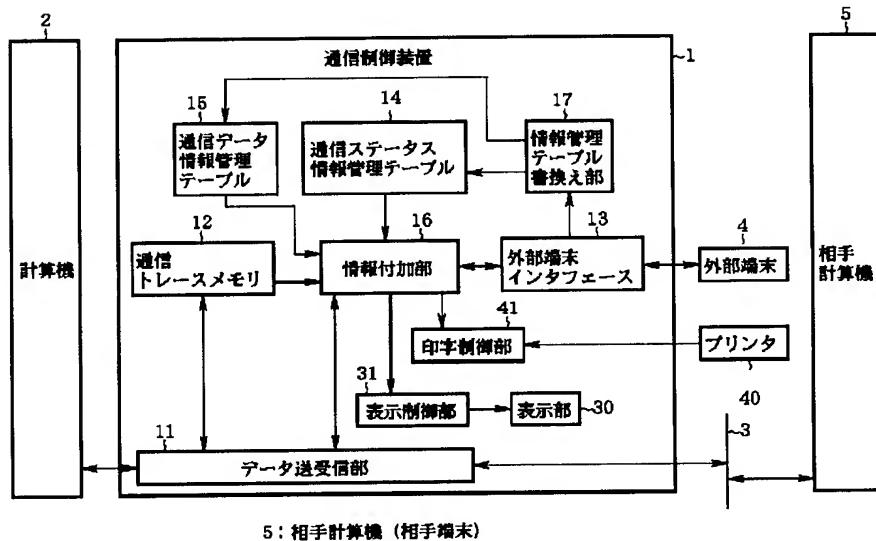 2
5
通信制御装置
1
15
14
17
通信データ
情報管理
テーブル
通信ステータス
情報管理テーブル
情報管理
テーブル
書換え部
12
16
13
4
計算機
通信
トレースメモリ
情報付加部
外部端末
インタフェース
外部端末
相手
計算機
41
印字制御部
プリンタ
31
40
表示制御部
表示部
30
3
11
データ送受信部
5：相手計算機（相手端末）